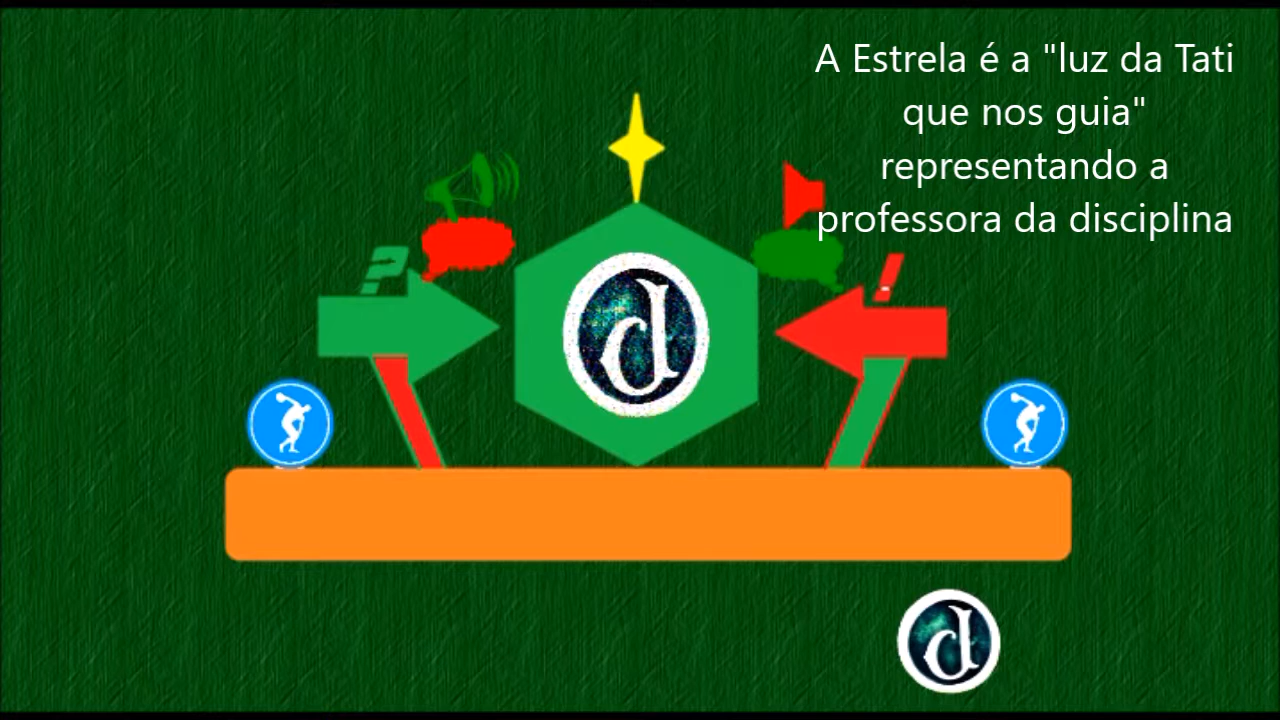 A Estrela é a "luz da Tati
que nos guia"
representando a
professora da disciplina
?
!
d
d